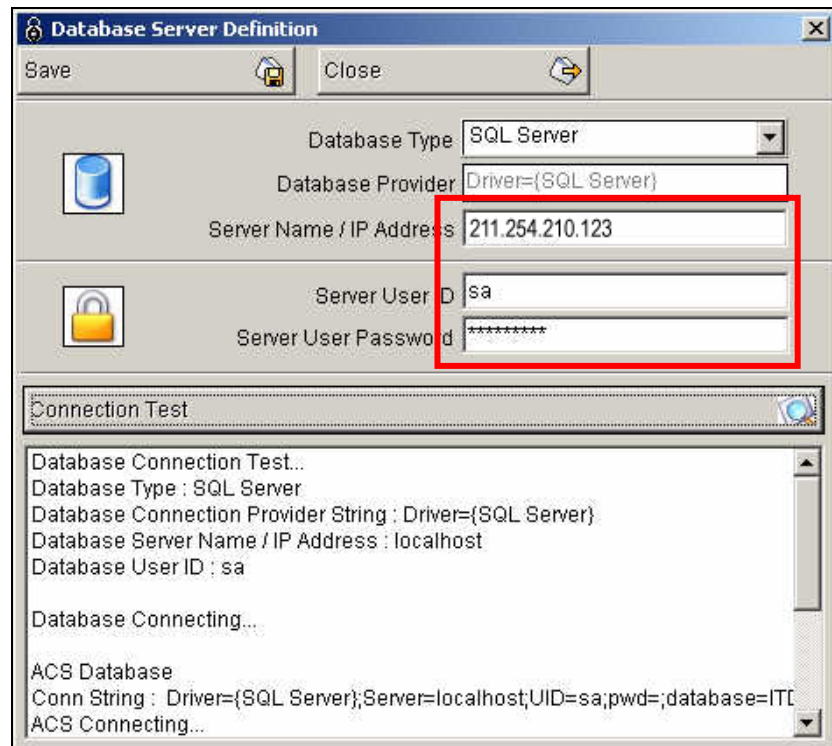 Database Server Definition
Save Close
Database Type SQL Server
Database Provider Driver={SQL Server}
Server Name / IP Address 211.254.210.123
Server User ID sa
Server User Password *********
Connection Test
Database Connection Test...
Database Type : SQL Server
Database Connection Provider String : Driver={SQL Server}
Database Server Name / IP Address : localhost
Database User ID : sa
Database Connecting...
ACS Database
Conn String : Driver={SQL Server};Server=localhost;UID=sa;pwd=;database=
ACS Connecting...